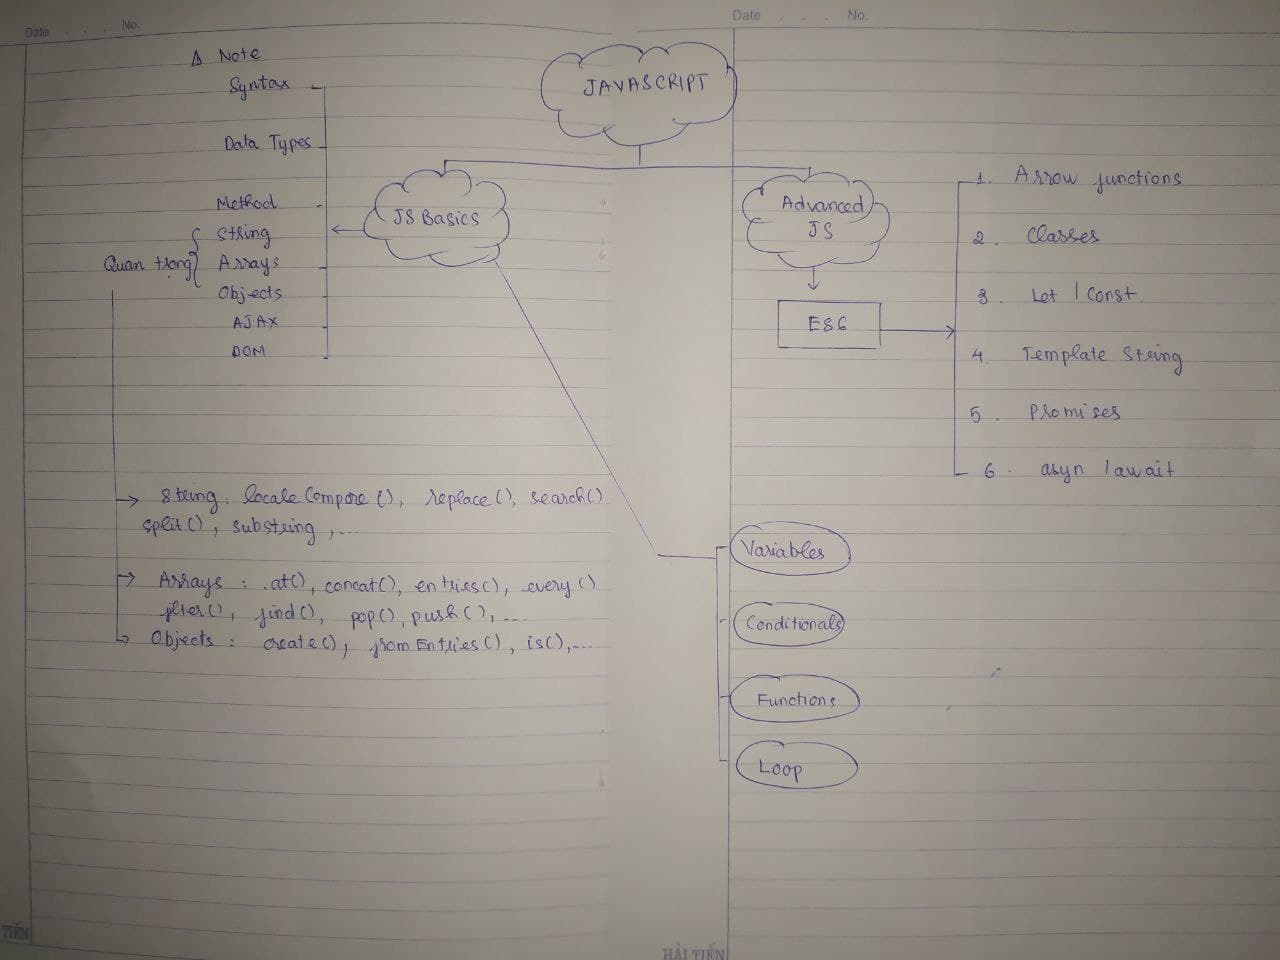 Date . . . No.
Date . . . No.
Δ Note
JAVASCRIPT
Syntax
Data Types
Method
String
Quan trọng
Arrays
Objects
AJAX
DOM
JS Basics
Advanced
JS
ES6
1. Arrow functions
2. Classes
3. Let / Const.
4. Template String
5. Promises
6. asyn / await
String: localeCompare(), replace(), search()
split(), substring, ...
Arrays: .at(), concat(), entries(), every()
filter(), find(), pop(), push(), ...
Objects: create(), fromEntries(), is(), ...
Variables
Conditionals
Functions
Loop
TIẾN
HẢI TIẾN